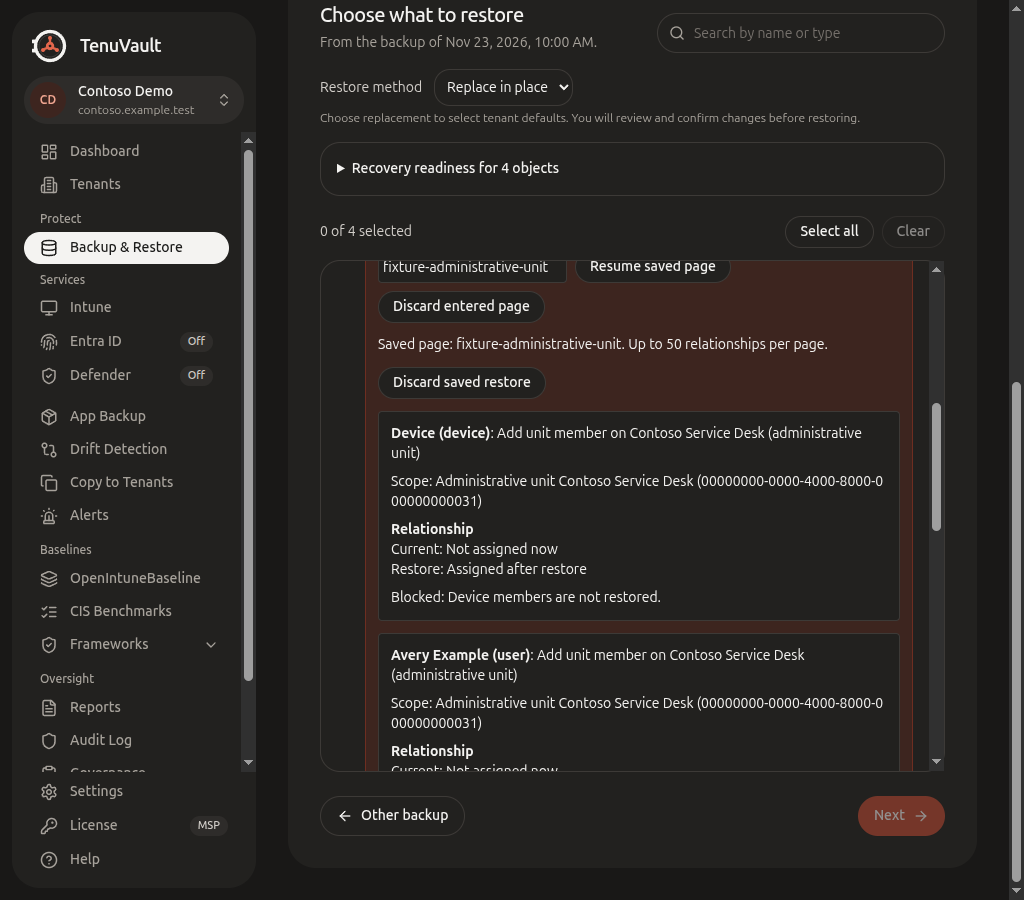 TenuVault
CD
Contoso Demo
contoso.example.test
Dashboard
Tenants
Protect
Backup & Restore
Services
Intune
Entra ID
Off
Defender
Off
App Backup
Drift Detection
Copy to Tenants
Alerts
Baselines
OpenIntuneBaseline
CIS Benchmarks
Frameworks
Oversight
Reports
Audit Log
Governance
Settings
License
MSP
Help
Choose what to restore
From the backup of Nov 23, 2026, 10:00 AM.
Search by name or type
Restore method
Replace in place
Choose replacement to select tenant defaults. You will review and confirm changes before restoring.
Recovery readiness for 4 objects
0 of 4 selected
Select all
Clear
fixture-administrative-unit
Resume saved page
Discard entered page
Saved page: fixture-administrative-unit. Up to 50 relationships per page.
Discard saved restore
Device (device): Add unit member on Contoso Service Desk (administrative
unit)
Scope: Administrative unit Contoso Service Desk (00000000-0000-4000-8000-0
00000000031)
Relationship
Current: Not assigned now
Restore: Assigned after restore
Blocked: Device members are not restored.
Avery Example (user): Add unit member on Contoso Service Desk
(administrative unit)
Scope: Administrative unit Contoso Service Desk (00000000-0000-4000-8000-0
00000000031)
Relationship
Current: Not assigned now
Other backup
Next